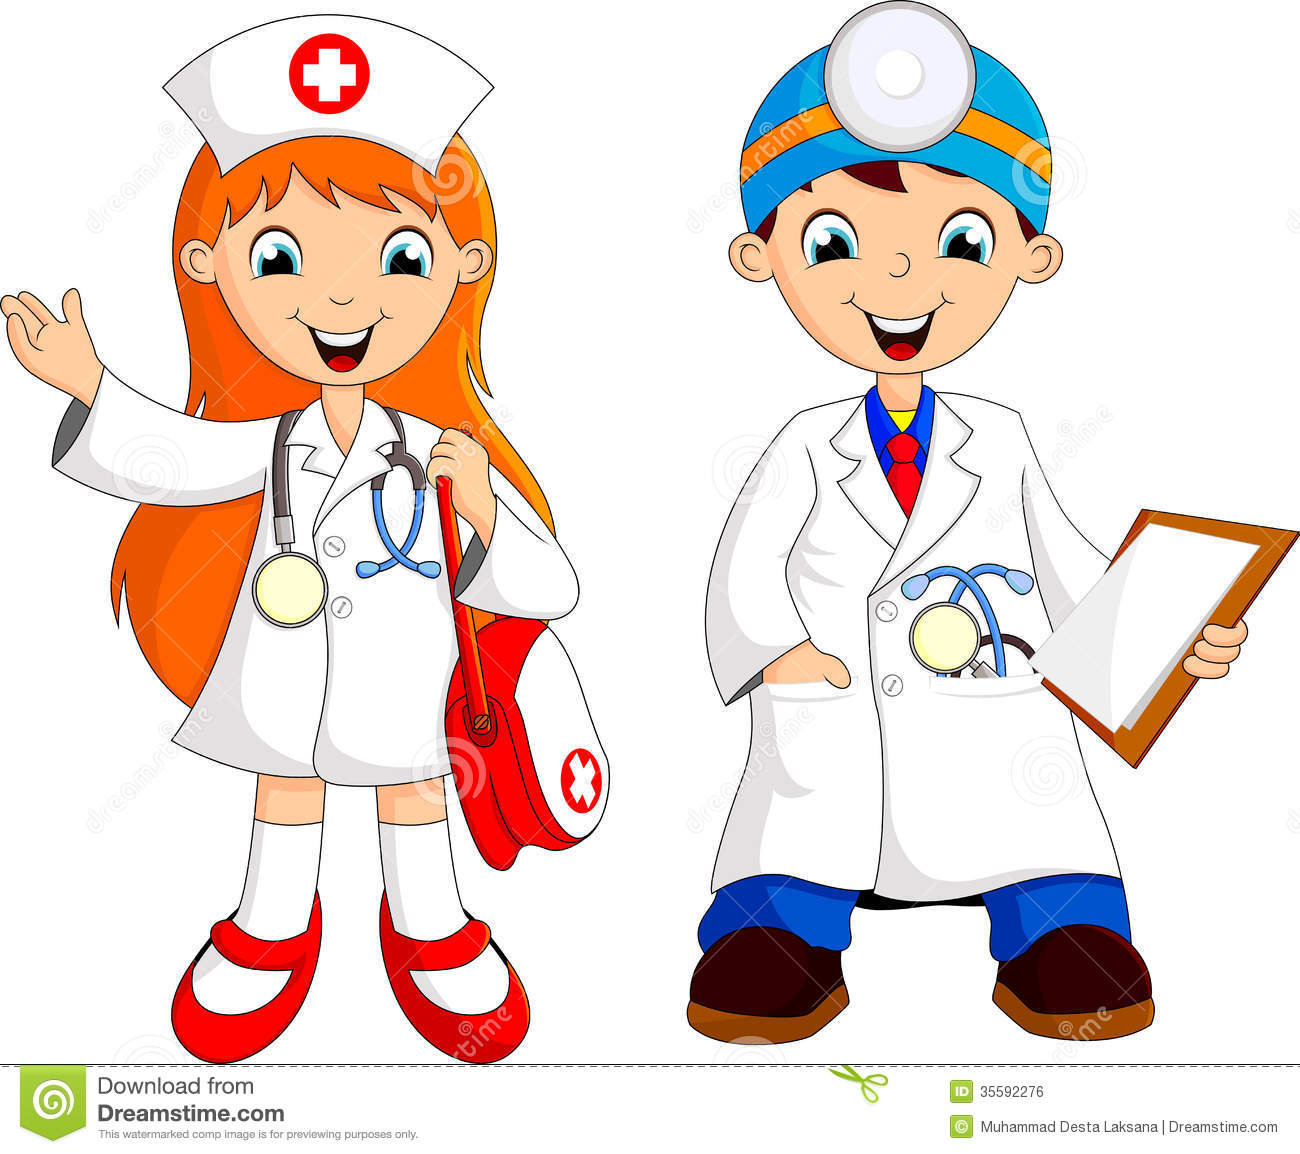 Download from
Dreamstime.com
This watermarked comp image is for previewing purposes only.
ID 35592276
© Muhammad Desta Laksana | Dreamstime.com
dreamstime